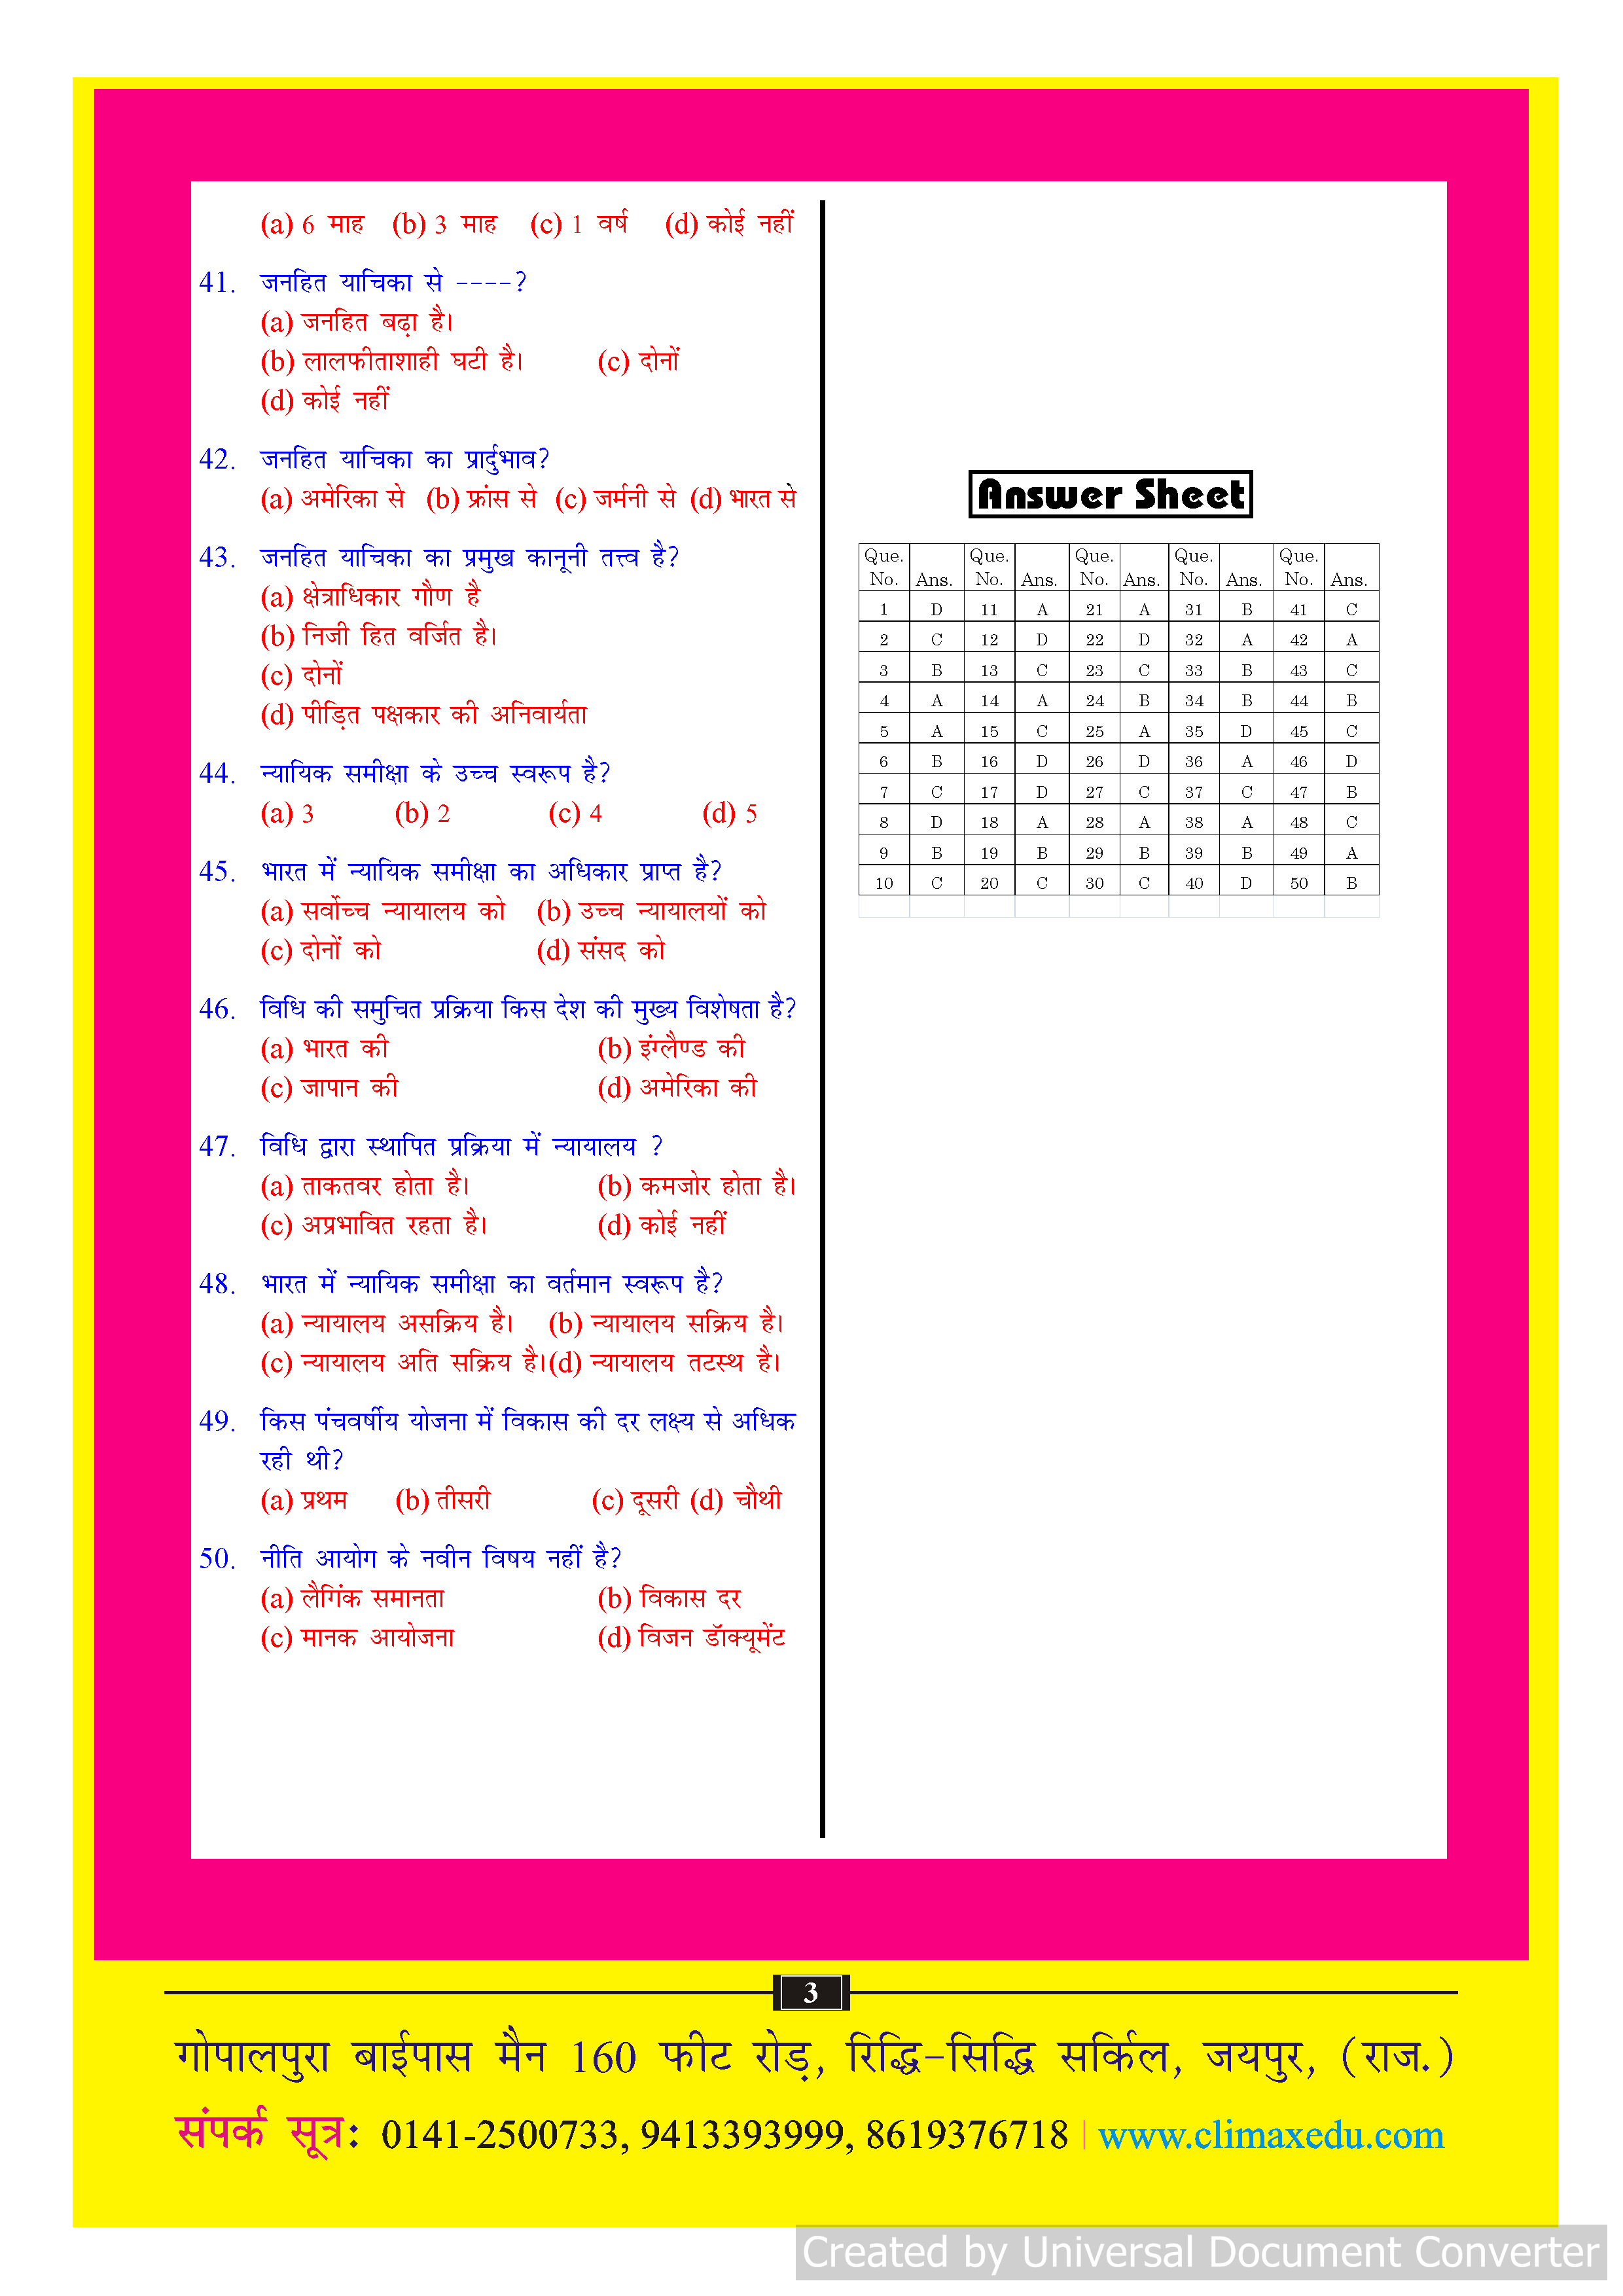 (a) 6 माह (b) 3 माह (c) 1 वर्ष (d) कोई नहीं
41. जनहित याचिका से ----?
(a) जनहित बढ़ा है।
(b) लालफीताशाही घटी है। (c) दोनों
(d) कोई नहीं
42. जनहित याचिका का प्रार्दुभाव?
(a) अमेरिका से (b) फ्रांस से (c) जर्मनी से (d) भारत से
43. जनहित याचिका का प्रमुख कानूनी तत्त्व है?
(a) क्षेत्राधिकार गौण है
(b) निजी हित वर्जित है।
(c) दोनों
(d) पीड़ित पक्षकार की अनिवार्यता
44. न्यायिक समीक्षा के उच्च स्वरूप है?
(a) 3 (b) 2 (c) 4 (d) 5
45. भारत में न्यायिक समीक्षा का अधिकार प्राप्त है?
(a) सर्वोच्च न्यायालय को (b) उच्च न्यायालयों को
(c) दोनों को (d) संसद को
46. विधि की समुचित प्रक्रिया किस देश की मुख्य विशेषता है?
(a) भारत की (b) इंग्लैण्ड की
(c) जापान की (d) अमेरिका की
47. विधि द्वारा स्थापित प्रक्रिया में न्यायालय ?
(a) ताकतवर होता है। (b) कमजोर होता है।
(c) अप्रभावित रहता है। (d) कोई नहीं
48. भारत में न्यायिक समीक्षा का वर्तमान स्वरूप है?
(a) न्यायालय असक्रिय है। (b) न्यायालय सक्रिय है।
(c) न्यायालय अति सक्रिय है। (d) न्यायालय तटस्थ है।
49. किस पंचवर्षीय योजना में विकास की दर लक्ष्य से अधिक
रही थी?
(a) प्रथम (b) तीसरी (c) दूसरी (d) चौथी
50. नीति आयोग के नवीन विषय नहीं है?
(a) लैगिंक समानता (b) विकास दर
(c) मानक आयोजना (d) विजन डॉक्यूमेंट
Answer Sheet
Que. Que. Que. Que. Que.
No. Ans. No. Ans. No. Ans. No. Ans. No. Ans.
1 D 11 A 21 A 31 B 41 C
2 C 12 D 22 D 32 A 42 A
3 B 13 C 23 C 33 B 43 C
4 A 14 A 24 B 34 B 44 B
5 A 15 C 25 A 35 D 45 C
6 B 16 D 26 D 36 A 46 D
7 C 17 D 27 C 37 C 47 B
8 D 18 A 28 A 38 A 48 C
9 B 19 B 29 B 39 B 49 A
10 C 20 C 30 C 40 D 50 B
3
गोपालपुरा बाईपास मैन 160 फीट रोड़, रिद्धि-सिद्धि सर्किल, जयपुर, (राज.)
संपर्क सूत्र: 0141-2500733, 9413393999, 8619376718 | www.climaxedu.com
Created by Universal Document Converter